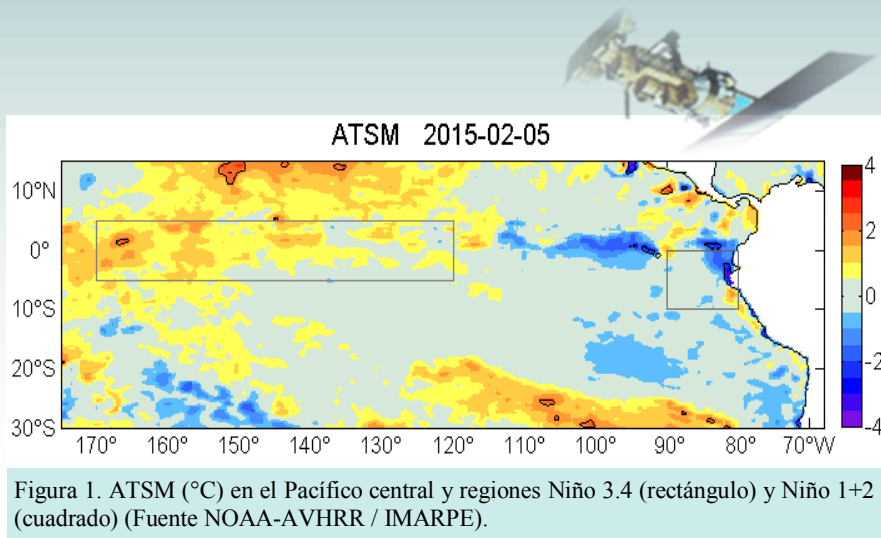 ATSM 2015-02-05
10°N
0°
10°S
20°S
30°S
170° 160° 150° 140° 130° 120° 110° 100° 90° 80° 70°W
4
2
0
-2
-4
Figura 1. ATSM (°C) en el Pacífico central y regiones Niño 3.4 (rectángulo) y Niño 1+2
(cuadrado) (Fuente NOAA-AVHRR / IMARPE).